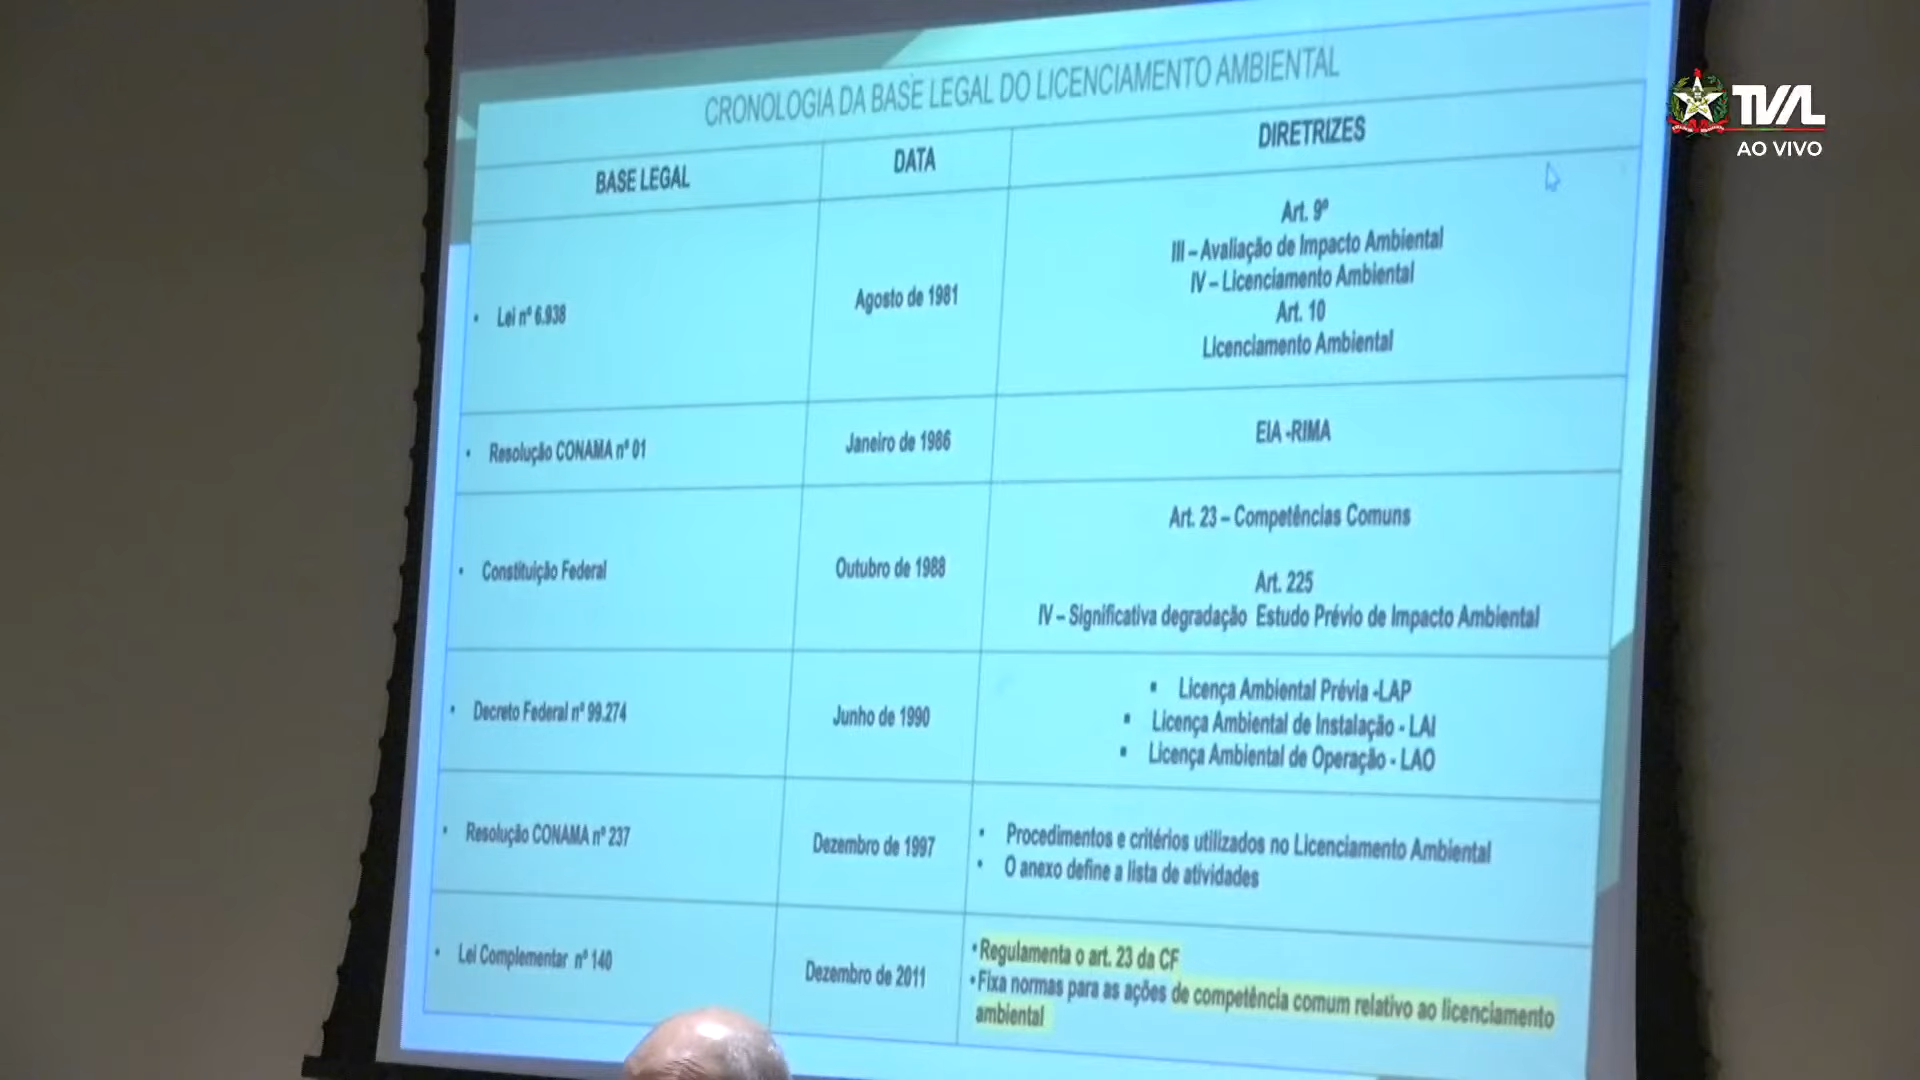 CRONOLOGIA DA BASE LEGAL DO LICENCIAMENTO AMBIENTAL
BASE LEGAL
DATA
DIRETRIZES
• Lei nº 6.938
Agosto de 1981
Art. 9º
III – Avaliação de Impacto Ambiental
IV – Licenciamento Ambiental
Art. 10
Licenciamento Ambiental
• Resolução CONAMA nº 01
Janeiro de 1986
EIA -RIMA
• Constituição Federal
Outubro de 1988
Art. 23 – Competências Comuns
Art. 225
IV – Significativa degradação Estudo Prévio de Impacto Ambiental
• Decreto Federal nº 99.274
Junho de 1990
▪ Licença Ambiental Prévia -LAP
▪ Licença Ambiental de Instalação - LAI
▪ Licença Ambiental de Operação - LAO
• Resolução CONAMA nº 237
Dezembro de 1997
• Procedimentos e critérios utilizados no Licenciamento Ambiental
• O anexo define a lista de atividades
• Lei Complementar nº 140
Dezembro de 2011
•Regulamenta o art. 23 da CF
•Fixa normas para as ações de competência comum relativo ao licenciamento
ambiental
TVAL
AO VIVO